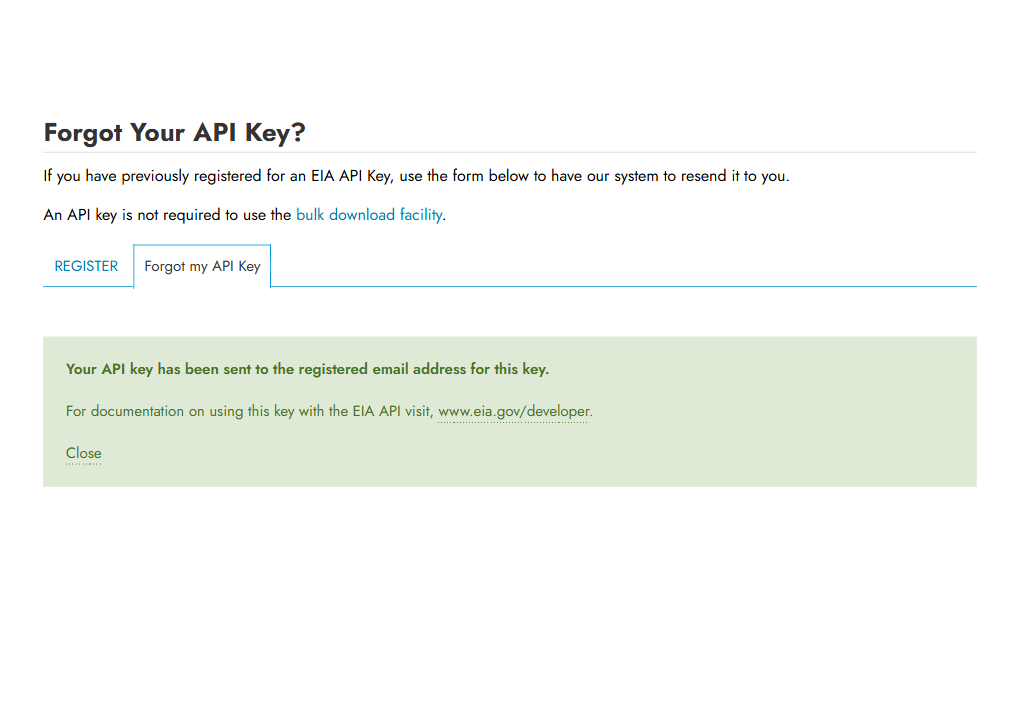 Forgot Your API Key?
If you have previously registered for an EIA API Key, use the form below to have our system to resend it to you.
An API key is not required to use the bulk download facility.
REGISTER
Forgot my API Key
Your API key has been sent to the registered email address for this key.
For documentation on using this key with the EIA API visit, www.eia.gov/developer.
Close